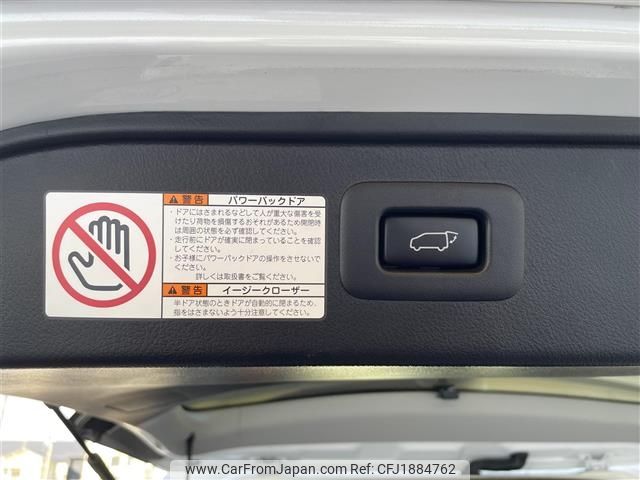 警告 パワーバックドア
・ドアにはさまれるなどして人が重大な傷害を受
けたり荷物を損傷するおそれがあるため開閉時
は周囲の状態を必ず確認してください。
・走行前にドアが確実に閉まっていることを確認
してください。
・お子様にパワーバックドアの操作をさせないで
ください。
詳しくは取扱書をご覧ください。
警告 イージークローザー
半ドア状態のときドアが自動的に閉まるため、
指をはさまないよう十分注意してください。
www.CARFROMJAPAN.com - Ref ID: CFJ1884762